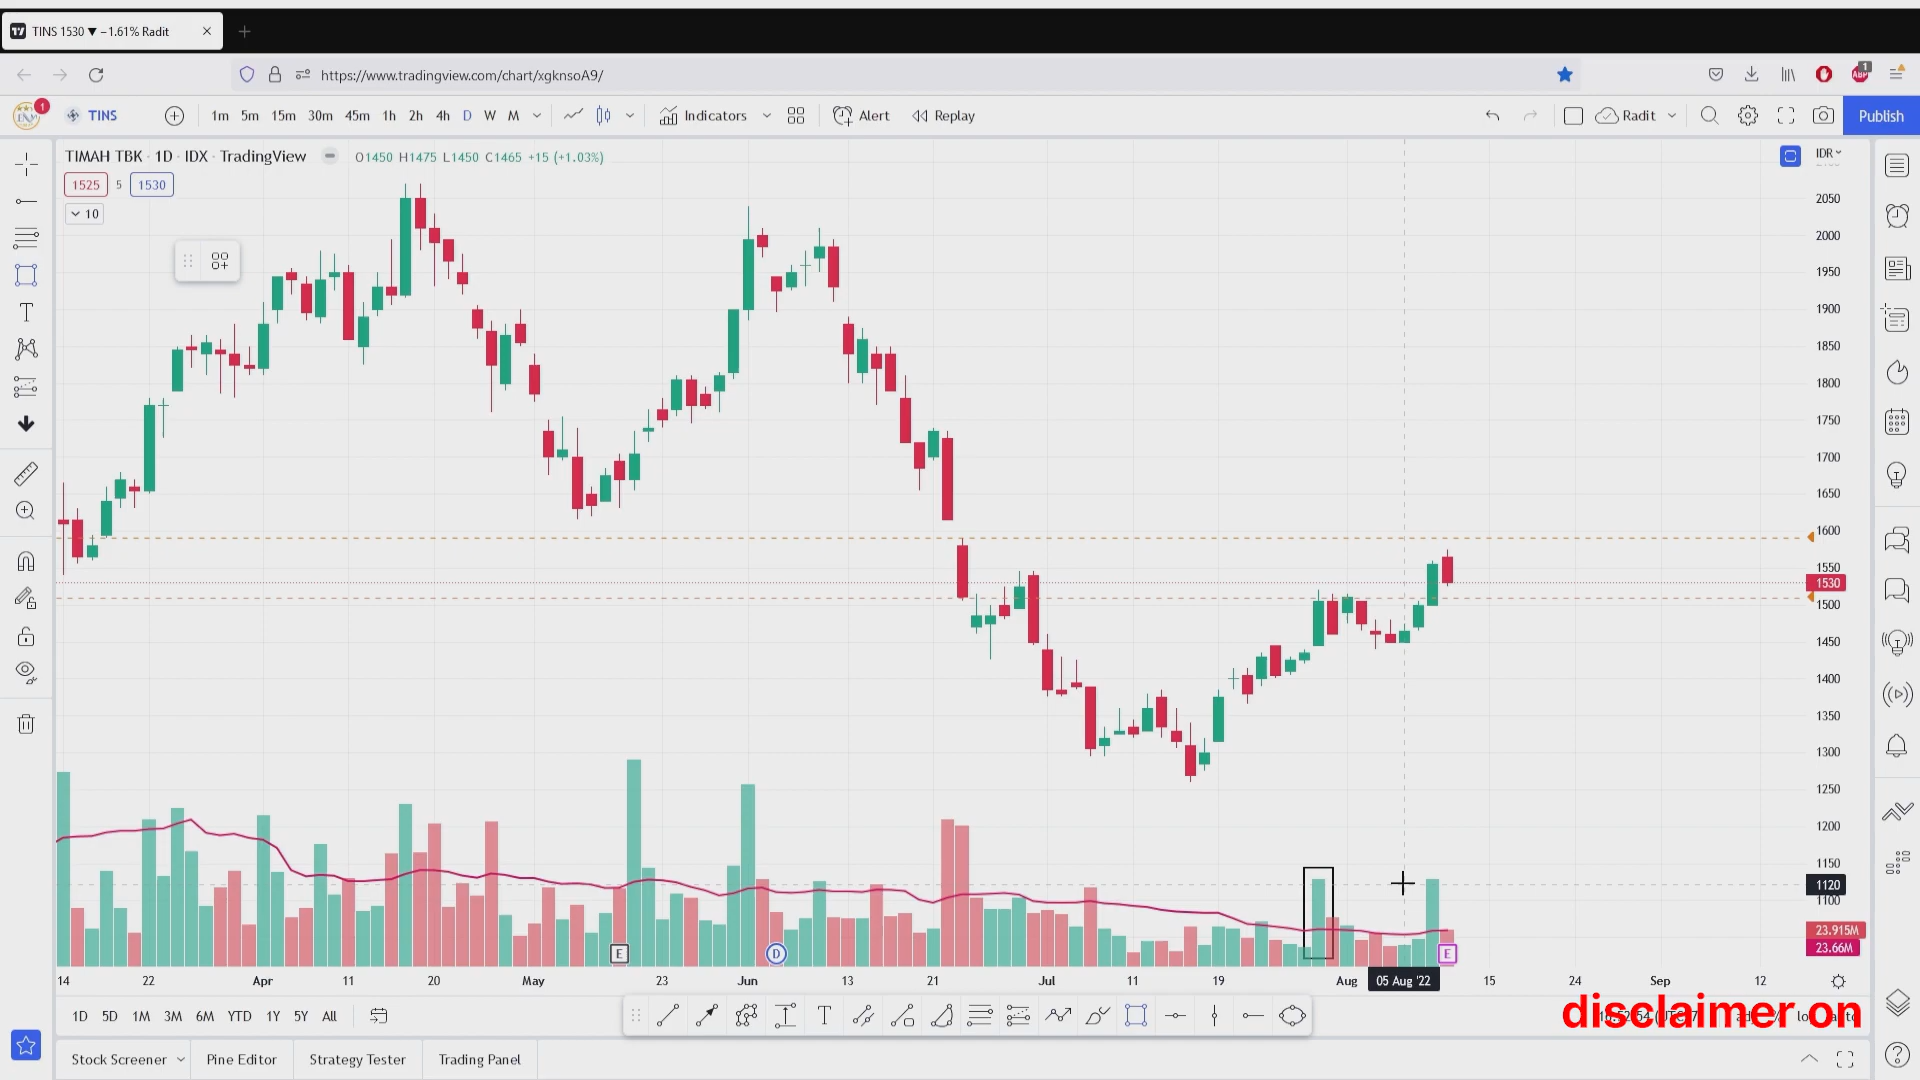 TINS 1530 ▼ −1.61% Radit
https://www.tradingview.com/chart/xgknsoA9/
1
1
TINS
1m 5m 15m 30m 45m 1h 2h 4h D W M
Indicators
Alert
Replay
Radit
Publish
TIMAH TBK · 1D · IDX · TradingView
O1450 H1475 L1450 C1465 +15 (+1.03%)
IDR
1525 5 1530
10
2050
2000
1950
1900
1850
1800
1750
1700
1650
1600
1550
1530
1500
1450
1400
1350
1300
1250
1200
1150
1120
1100
23.915M
23.66M
E D E
14 22 Apr 11 20 May 23 Jun 13 21 Jul 11 19 Aug 05 Aug '22 15 24 Sep 12
1D 5D 1M 3M 6M YTD 1Y 5Y All
T
T
disclaimer on
Stock Screener
Pine Editor
Strategy Tester
Trading Panel